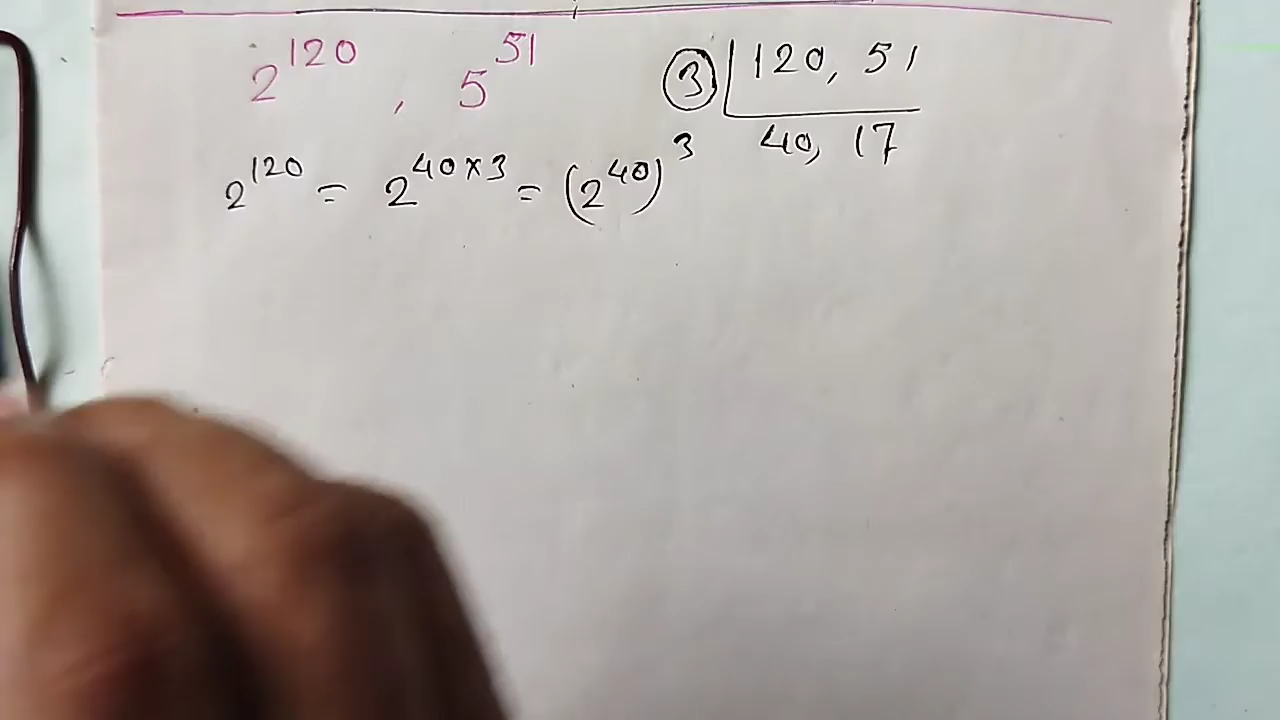 2^120 , 5^51
3 | 120, 51
40, 17
2^120 = 2^40×3 = (2^40)^3